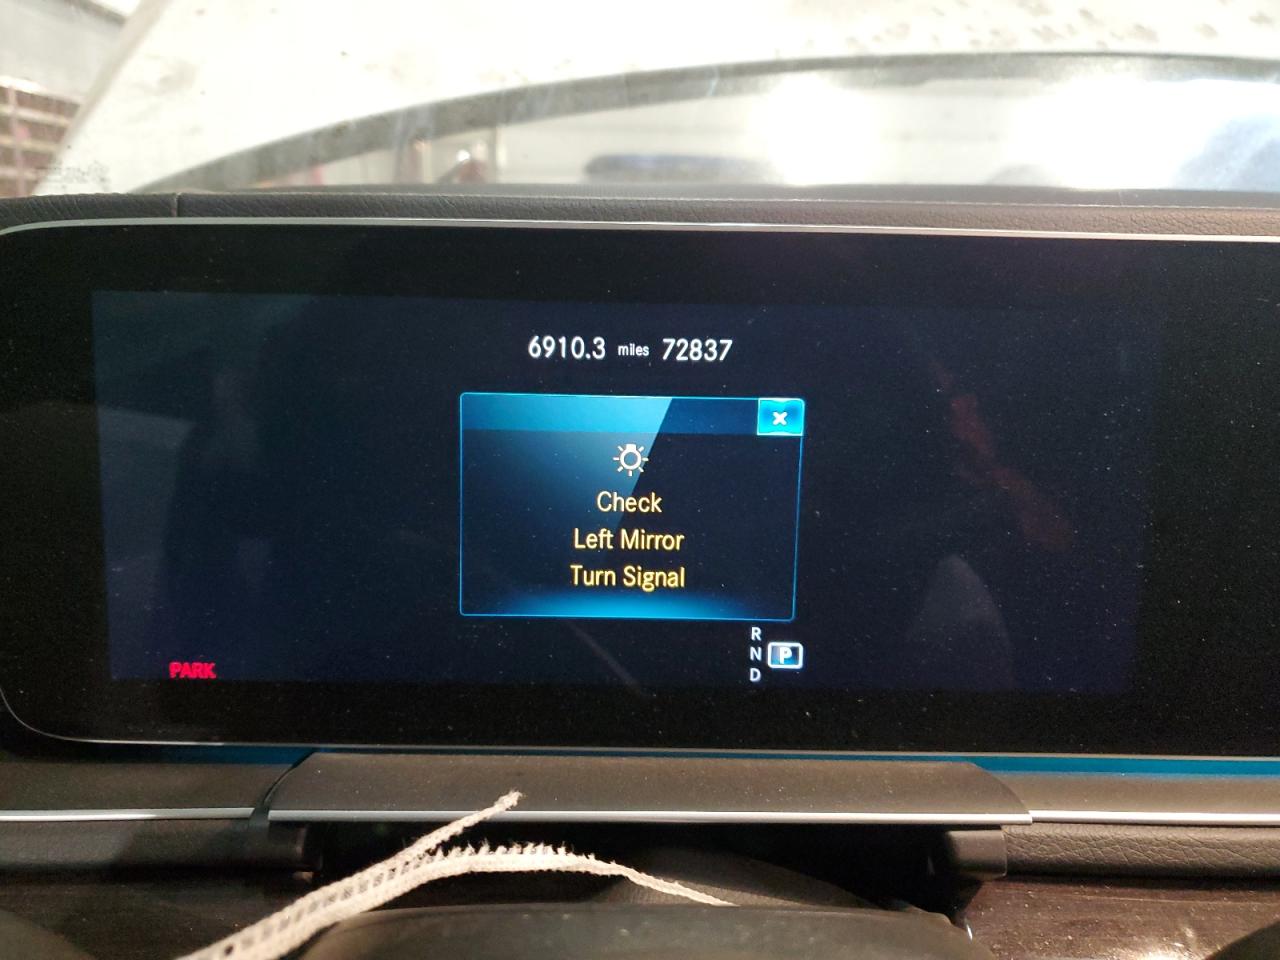 6910.3 miles 72837
Check
Left Mirror
Turn Signal
R
N P
D
PARK